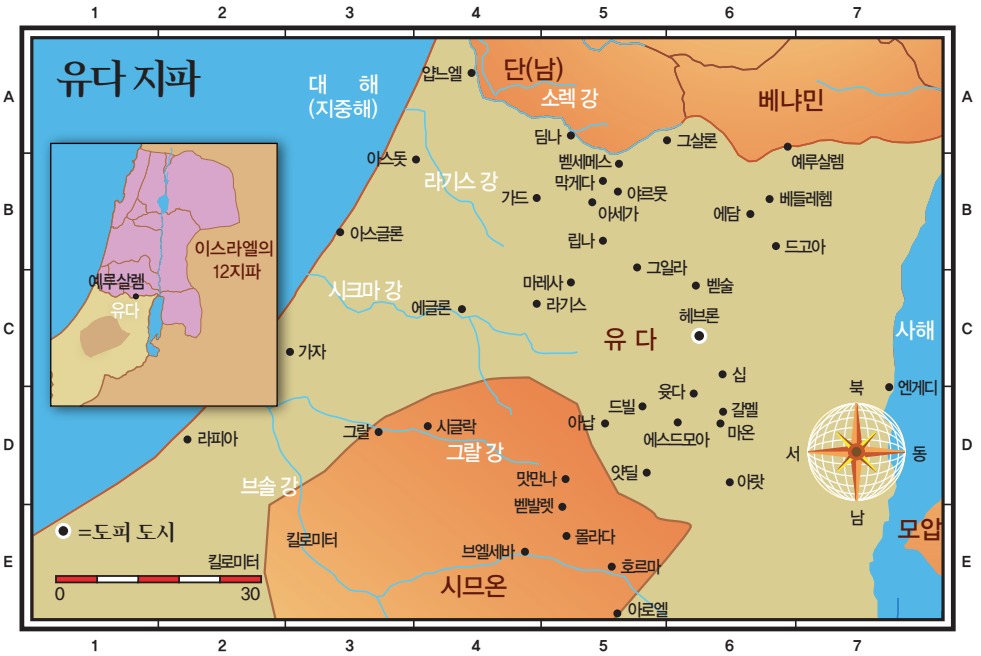 1 2 3 4 5 6 7
A
B
C
D
E
유다 지파
대 해
(지중해)
얍느엘
단(남)
소렉 강
베냐민
딤나
그살론
예루살렘
벧세메스
아스돗
라기스 강
막게다
야르뭇
가드
아세가
베들레헴
에담
아스글론
립나
드고아
이스라엘의
12지파
예루살렘
유다
그일라
마레사
벧술
시크마 강
에글론
라기스
헤브론
유 다
사해
가자
십
엔게디
윳다
드빌
갈멜
아납
마온
에스드모아
시글락
그랄
라피아
그랄 강
얏딜
아랏
맛만나
브솔 강
벧발렛
=도피 도시
킬로미터
몰라다
브엘세바
호르마
모압
킬로미터
0 30
시므온
아로엘
북
서 동
남
A
B
C
D
E
1 2 3 4 5 6 7